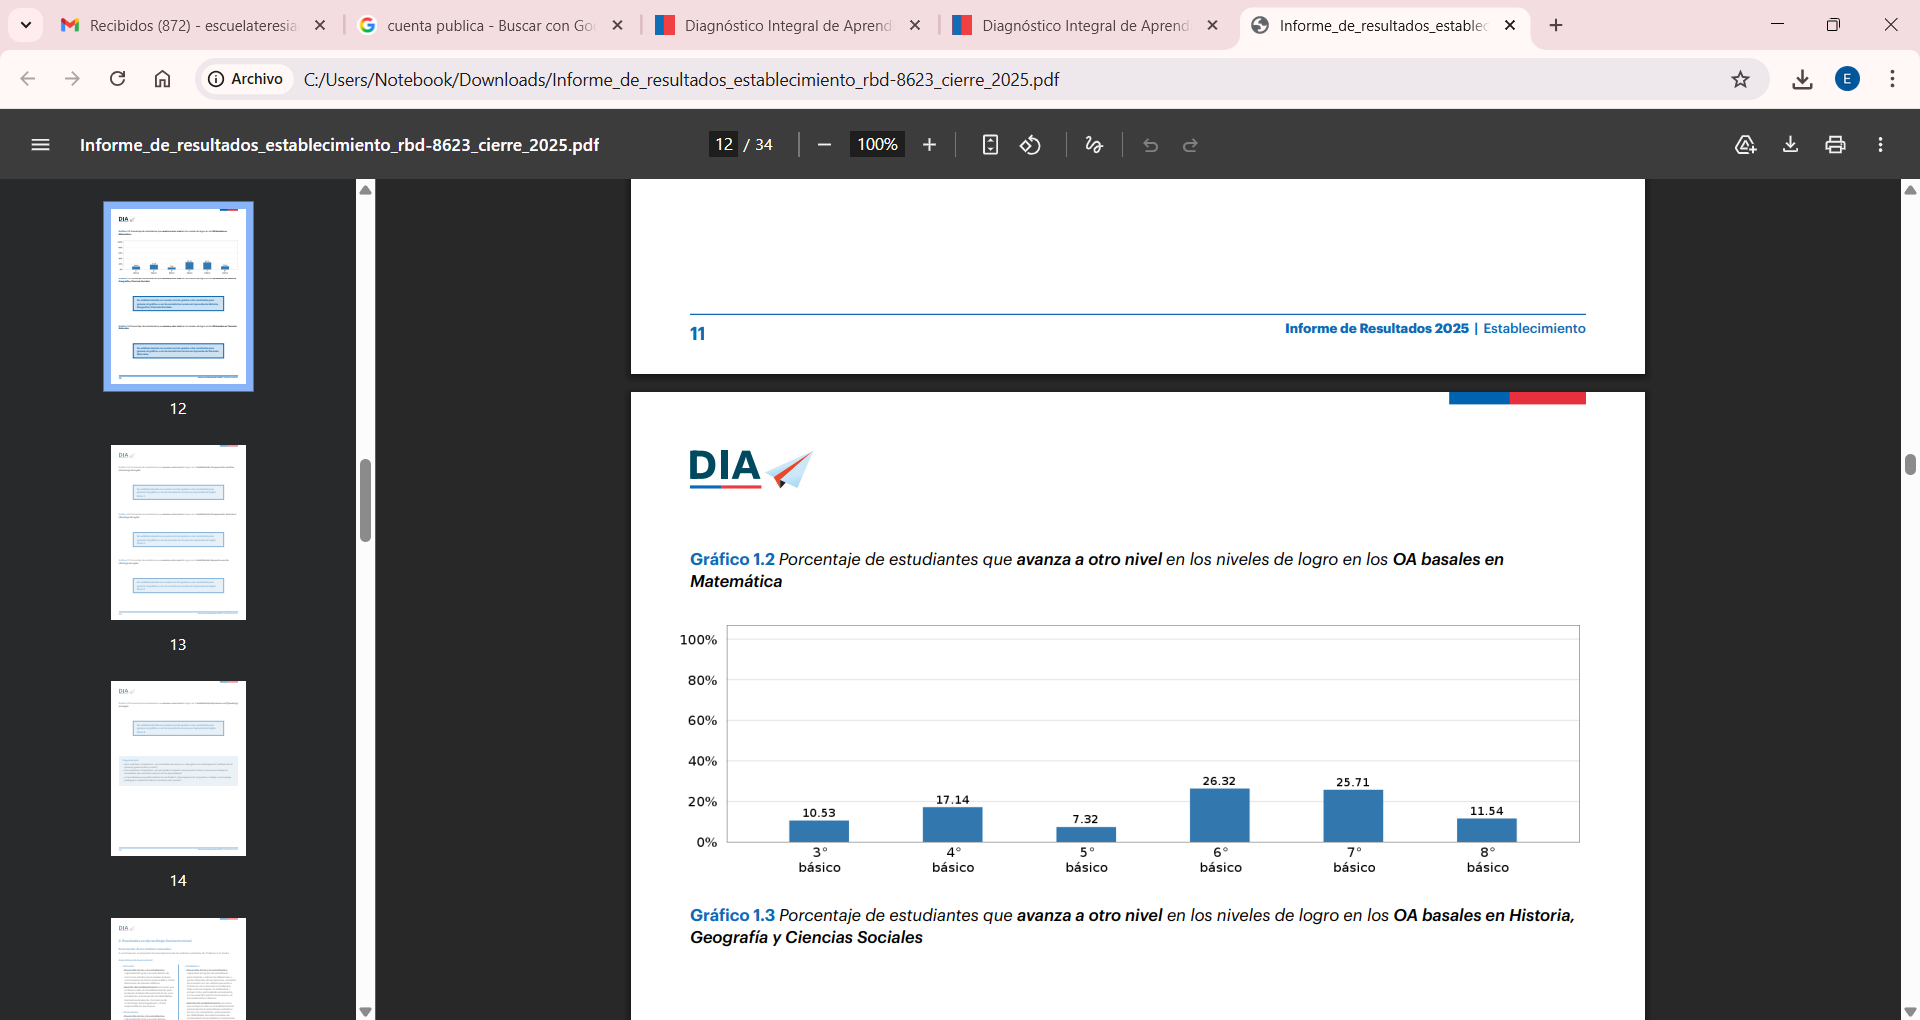 Recibidos (872) - escuelateresia
cuenta publica - Buscar con Go
Diagnóstico Integral de Aprend
Diagnóstico Integral de Aprend
Informe_de_resultados_establec
Archivo
C:/Users/Notebook/Downloads/Informe_de_resultados_establecimiento_rbd-8623_cierre_2025.pdf
E
Informe_de_resultados_establecimiento_rbd-8623_cierre_2025.pdf
12 / 34
100%
12
13
14
11
Informe de Resultados 2025 | Establecimiento
DIA
Gráfico 1.2 Porcentaje de estudiantes que avanza a otro nivel en los niveles de logro en los OA basales en
Matemática
100%
80%
60%
40%
20%
0%
10.53
17.14
7.32
26.32
25.71
11.54
3° básico
4° básico
5° básico
6° básico
7° básico
8° básico
Gráfico 1.3 Porcentaje de estudiantes que avanza a otro nivel en los niveles de logro en los OA basales en Historia,
Geografía y Ciencias Sociales